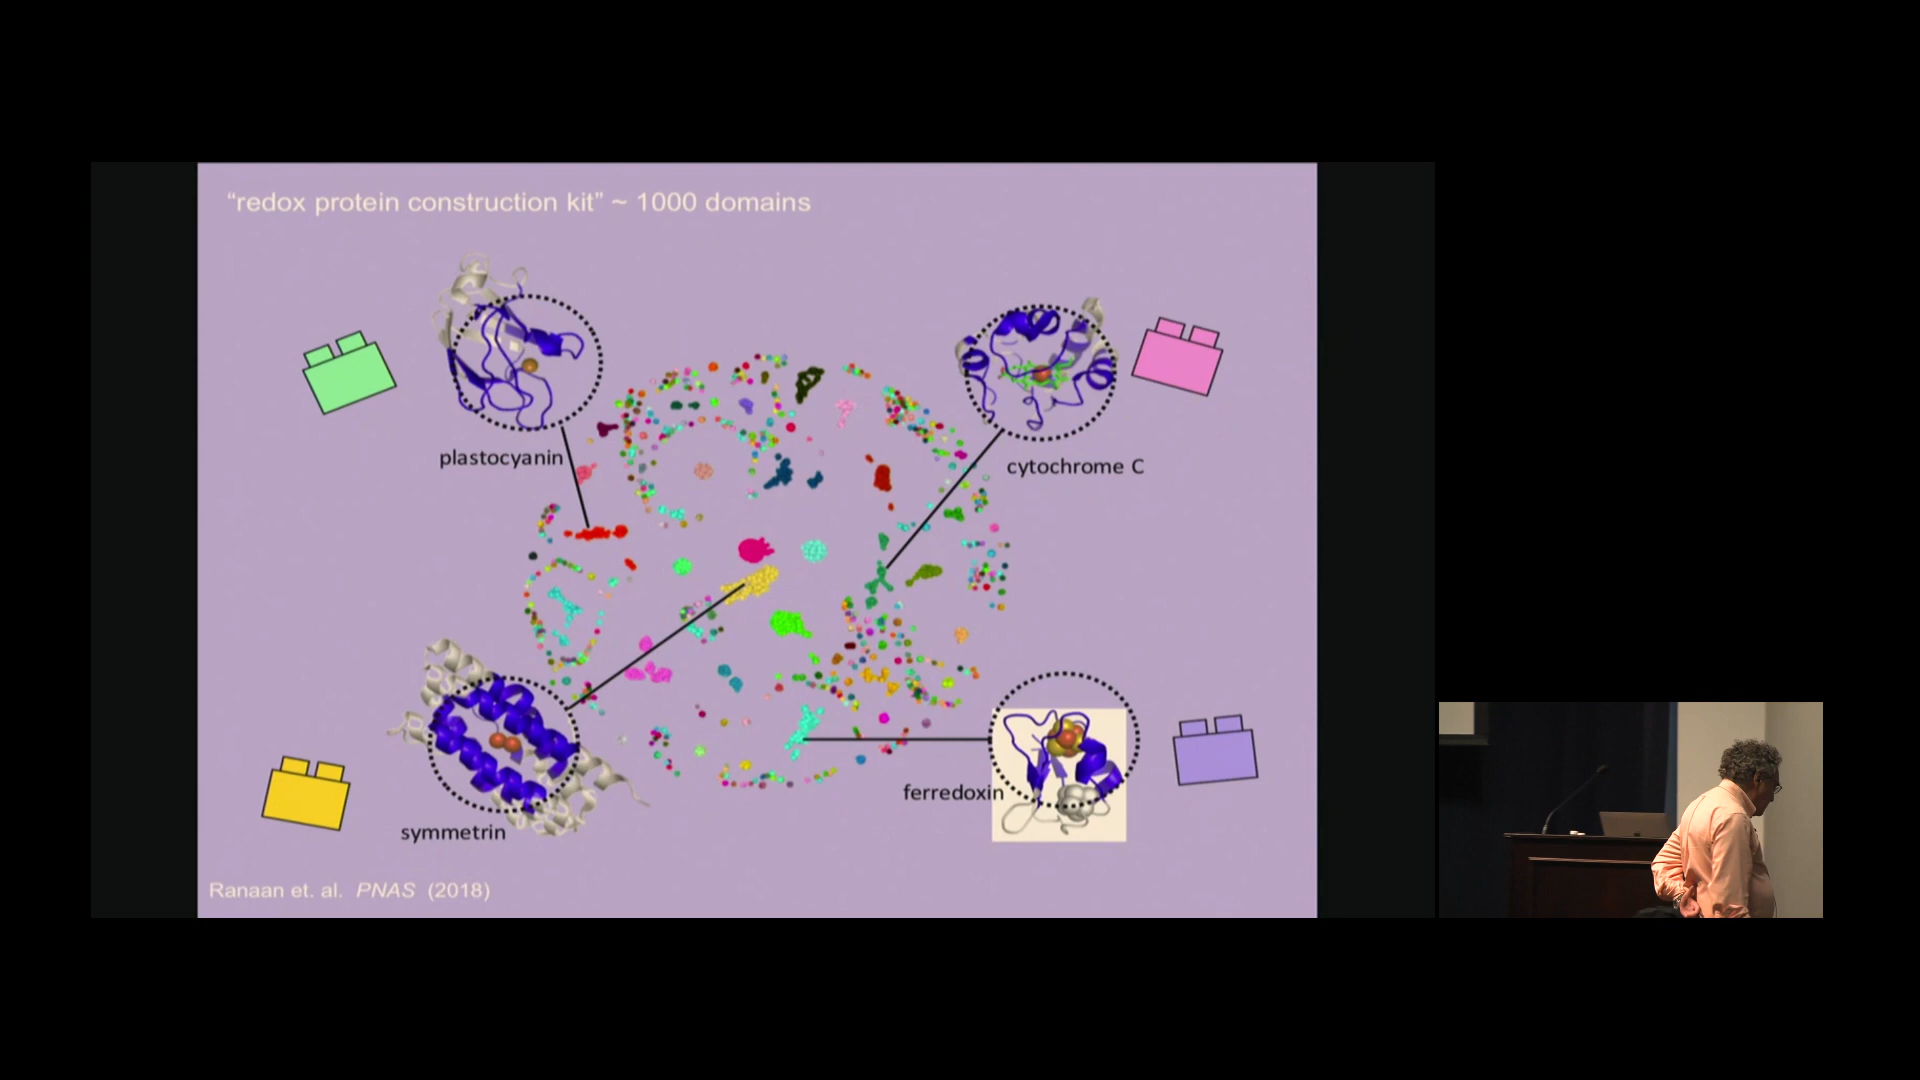 “redox protein construction kit” ~ 1000 domains
plastocyanin
cytochrome C
ferredoxin
symmetrin
Ranaan et. al. PNAS (2018)